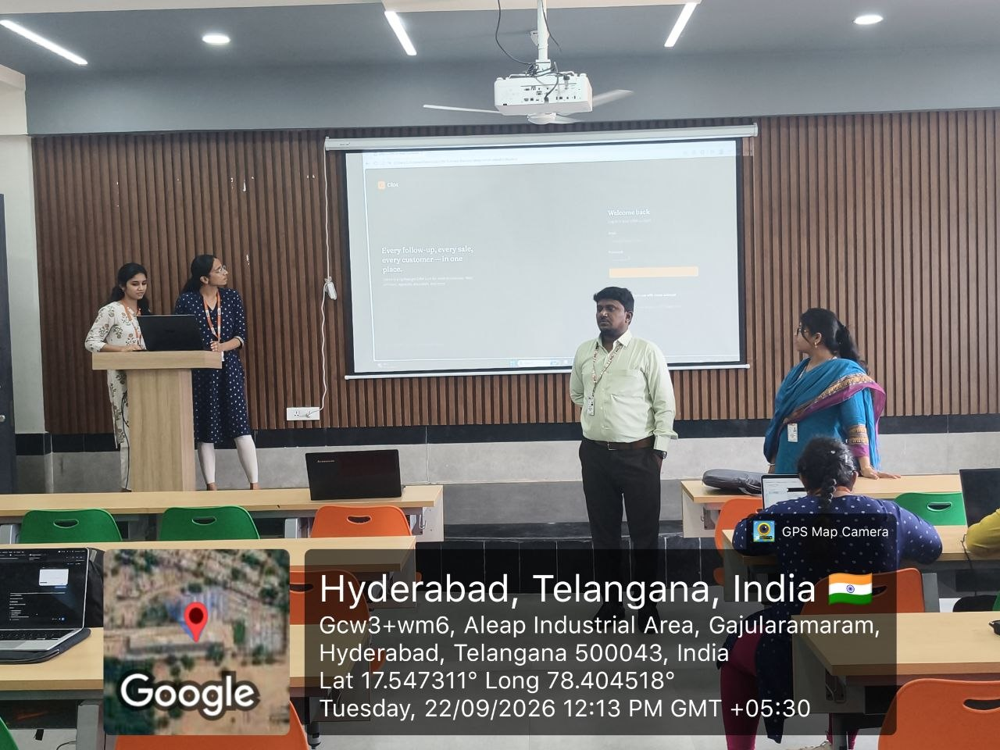 CRM
Every follow-up, every sale,
every customer — in one
place.
Welcome back
GPS Map Camera
Hyderabad, Telangana, India
Gcw3+wm6, Aleap Industrial Area, Gajularamaram,
Hyderabad, Telangana 500043, India
Lat 17.547311° Long 78.404518°
Tuesday, 22/09/2026 12:13 PM GMT +05:30
Google